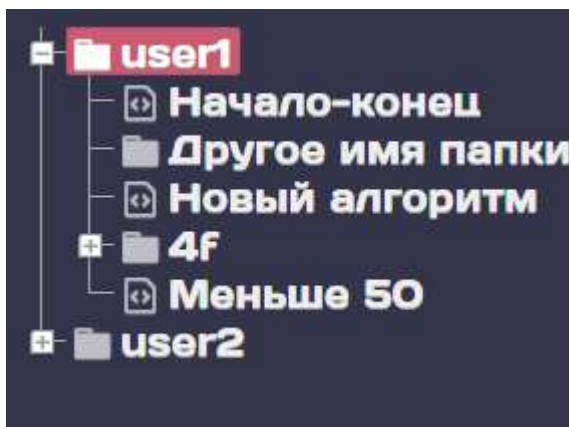 user1
Начало-конец
Другое имя папки
Новый алгоритм
4f
Меньше 50
user2